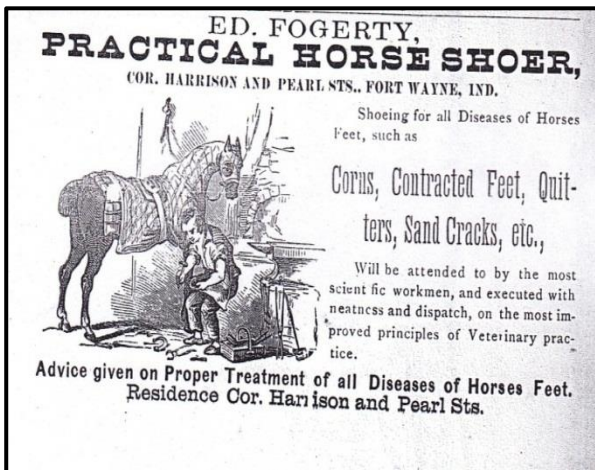 ED. FOGERTY,
PRACTICAL HORSE SHOER,
COR. HARRISON AND PEARL STS., FORT WAYNE, IND.
Shoeing for all Diseases of Horses
Feet, such as
Corns, Contracted Feet, Quit-
ters, Sand Cracks, etc.,
Will be attended to by the most
scient fic workmen, and executed with
neatness and dispatch, on the most im-
proved principles of Veterinary prac-
tice.
Advice given on Proper Treatment of all Diseases of Horses Feet.
Residence Cor. Harrison and Pearl Sts.